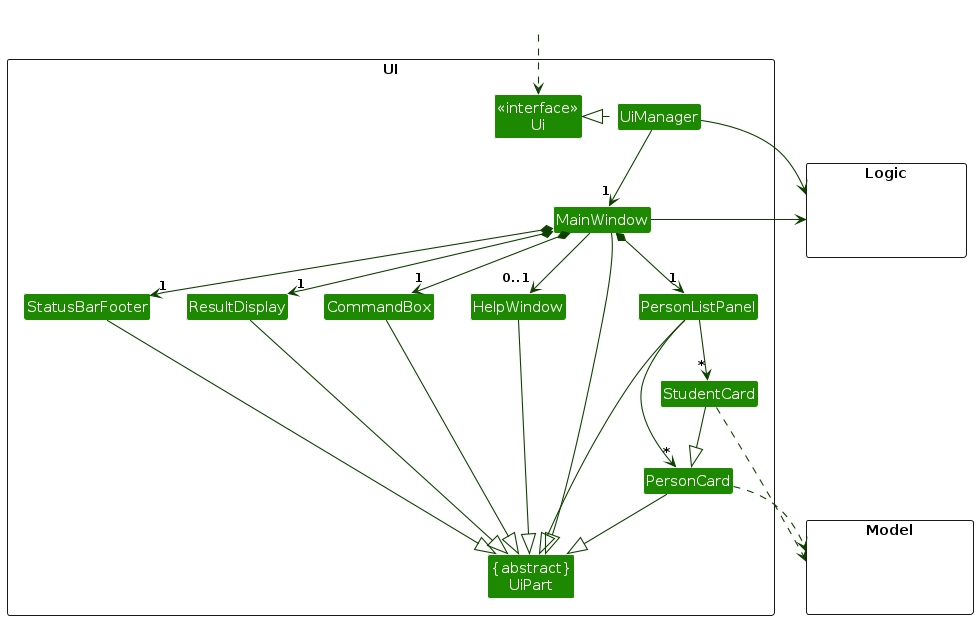 UI
«interface»
Ui
UiManager
Logic
1
MainWindow
1
1
1
0..1
1
StatusBarFooter
ResultDisplay
CommandBox
HelpWindow
PersonListPanel
*
StudentCard
*
PersonCard
Model
{abstract}
UiPart